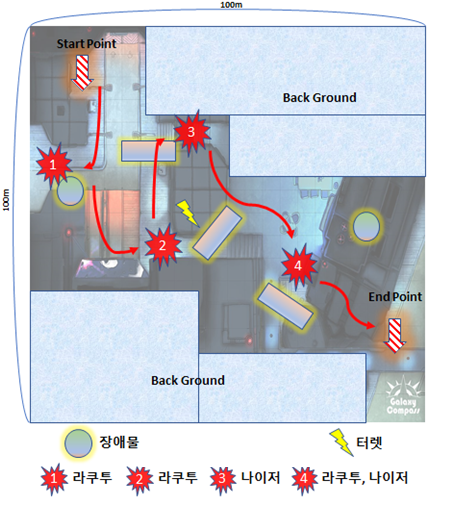 100m
Start Point
Back Ground
3
1
100m
2
4
End Point
Back Ground
Galaxy
Compass
장애물
터렛
1 라쿠투
2 라쿠투
3 나이저
4 라쿠투, 나이저